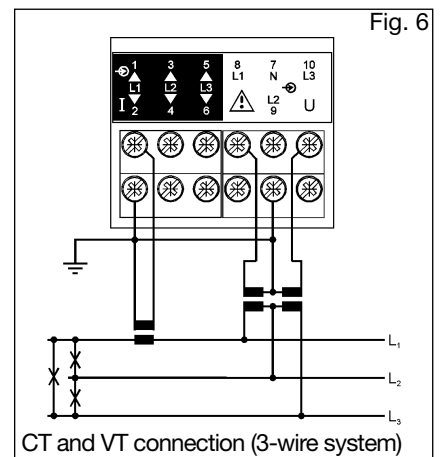 Fig. 6
1 3 5 8 7 10
L1 N L3
L1 L2 L3
I 2 4 6 L2 9 U
L₁
L₂
L₃
CT and VT connection (3-wire system)